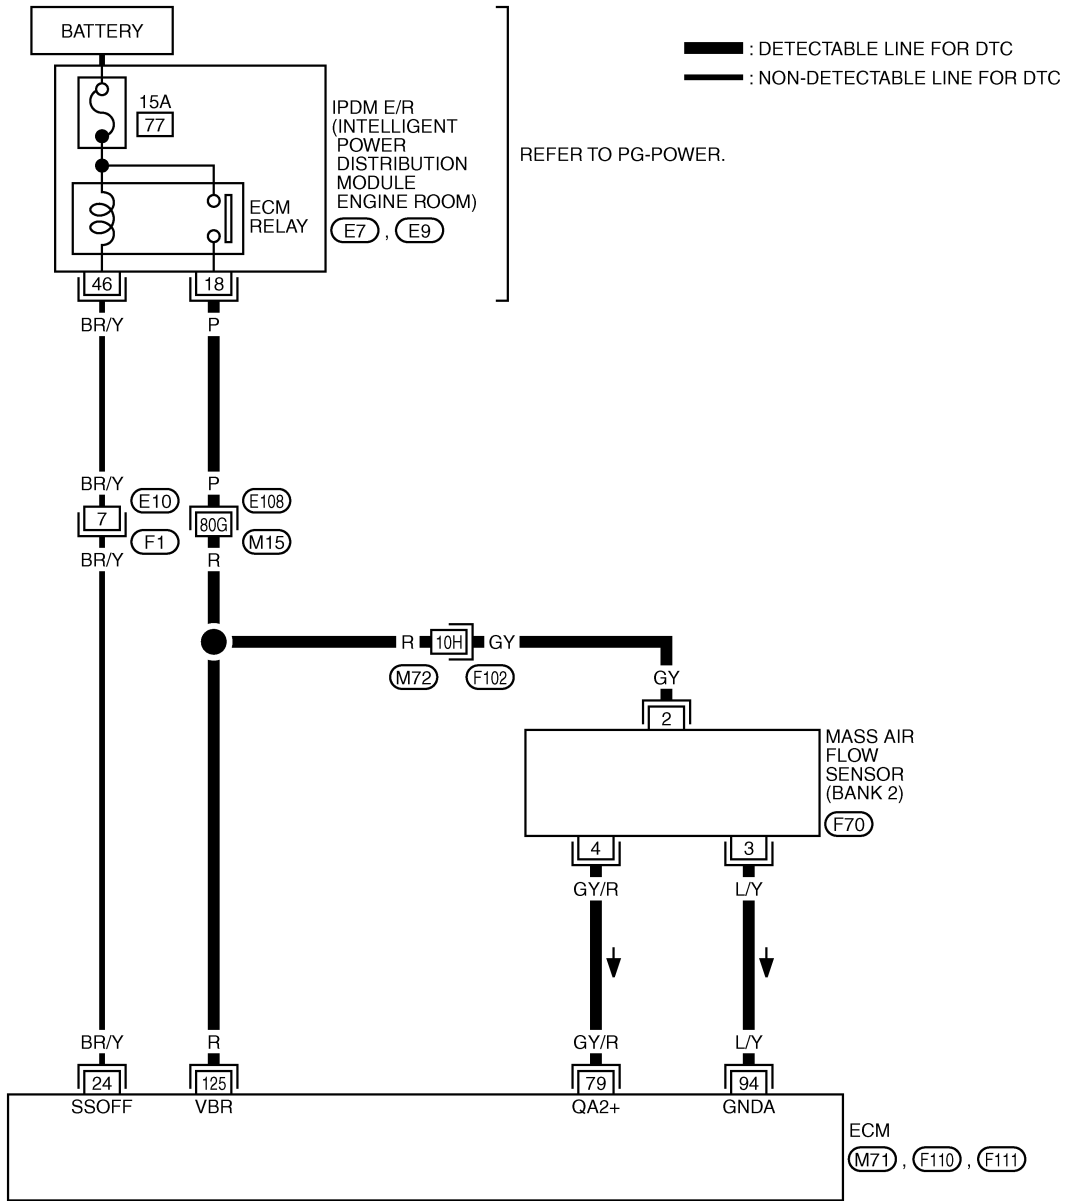 BATTERY
: DETECTABLE LINE FOR DTC
: NON-DETECTABLE LINE FOR DTC
15A
77
IPDM E/R
(INTELLIGENT
POWER
DISTRIBUTION
MODULE
ENGINE ROOM)
E7 , E9
REFER TO PG-POWER.
ECM
RELAY
46
18
BR/Y
P
BR/Y
P
E10
E108
7
80G
F1
M15
BR/Y
R
R
10H
GY
M72
F102
GY
2
MASS AIR
FLOW
SENSOR
(BANK 2)
F70
4
3
GY/R
L/Y
BR/Y
R
GY/R
L/Y
24
125
79
94
SSOFF
VBR
QA2+
GNDA
ECM
M71 , F110 , F111